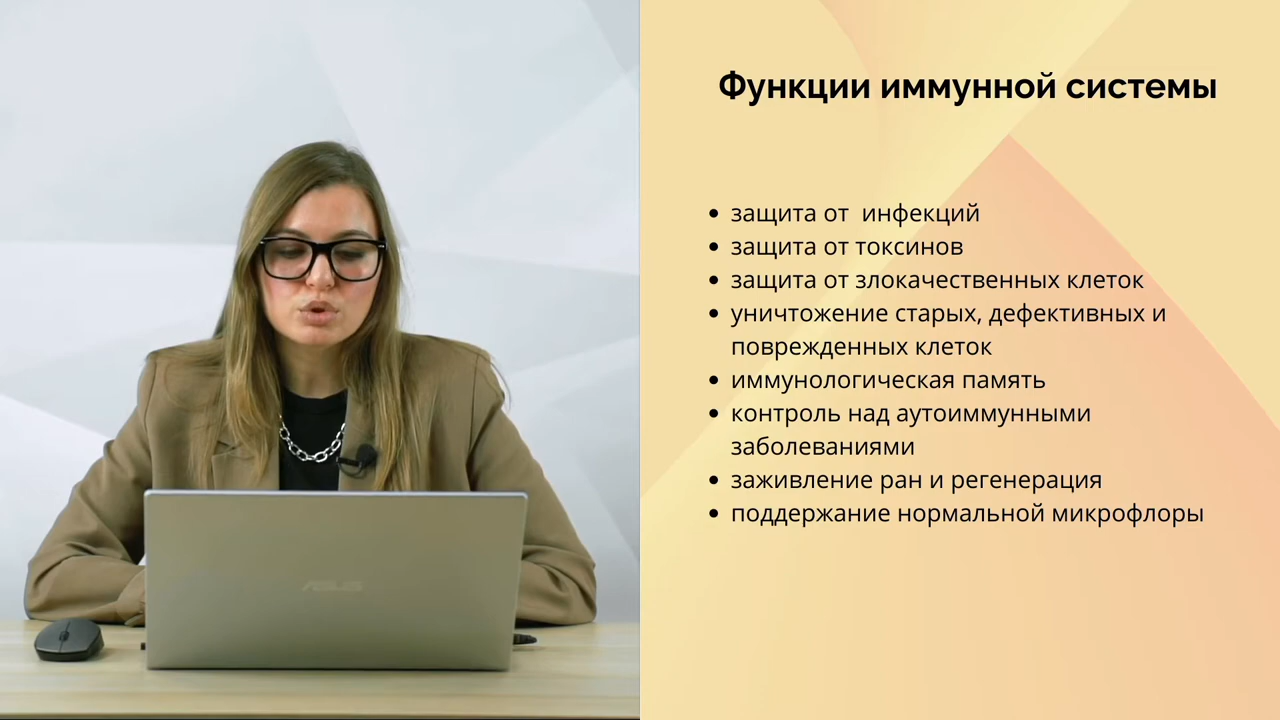 Функции иммунной системы
защита от  инфекций
защита от токсинов
защита от злокачественных клеток
уничтожение старых, дефективных и
поврежденных клеток
иммунологическая память
контроль над аутоиммунными
заболеваниями
заживление ран и регенерация
поддержание нормальной микрофлоры
ASUS